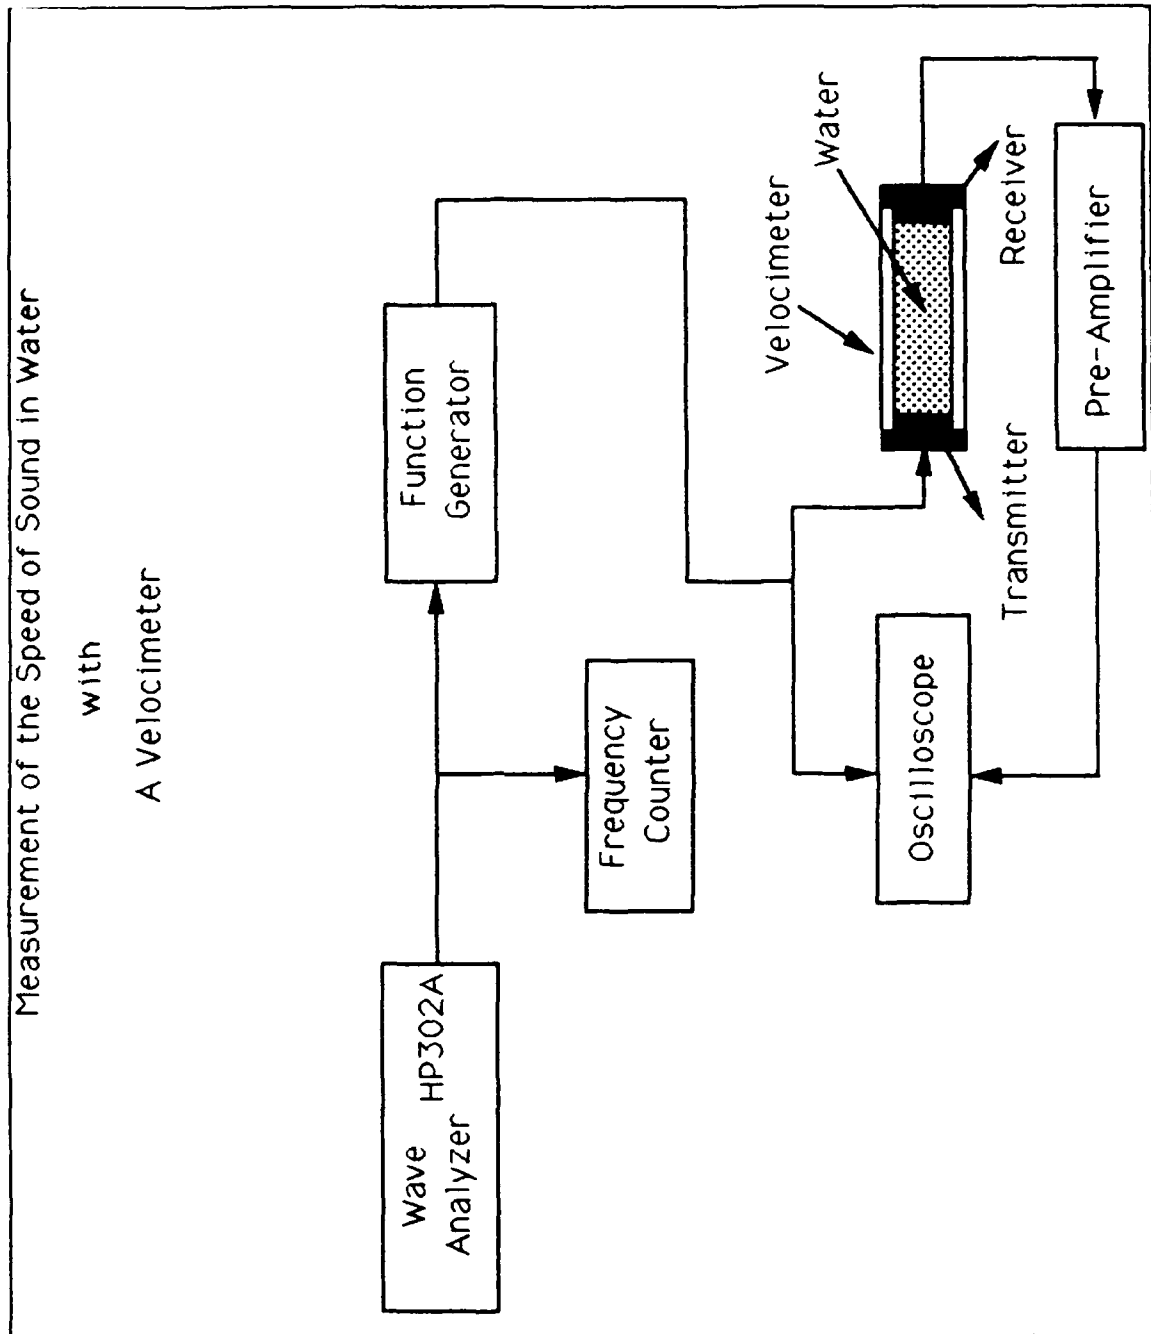 Measurement of the Speed of Sound in Water
with
A Velocimeter
Wave
HP302A
Analyzer
Function
Generator
Frequency
Counter
Velocimeter
Water
Oscilloscope
Transmitter
Receiver
Pre-Amplifier